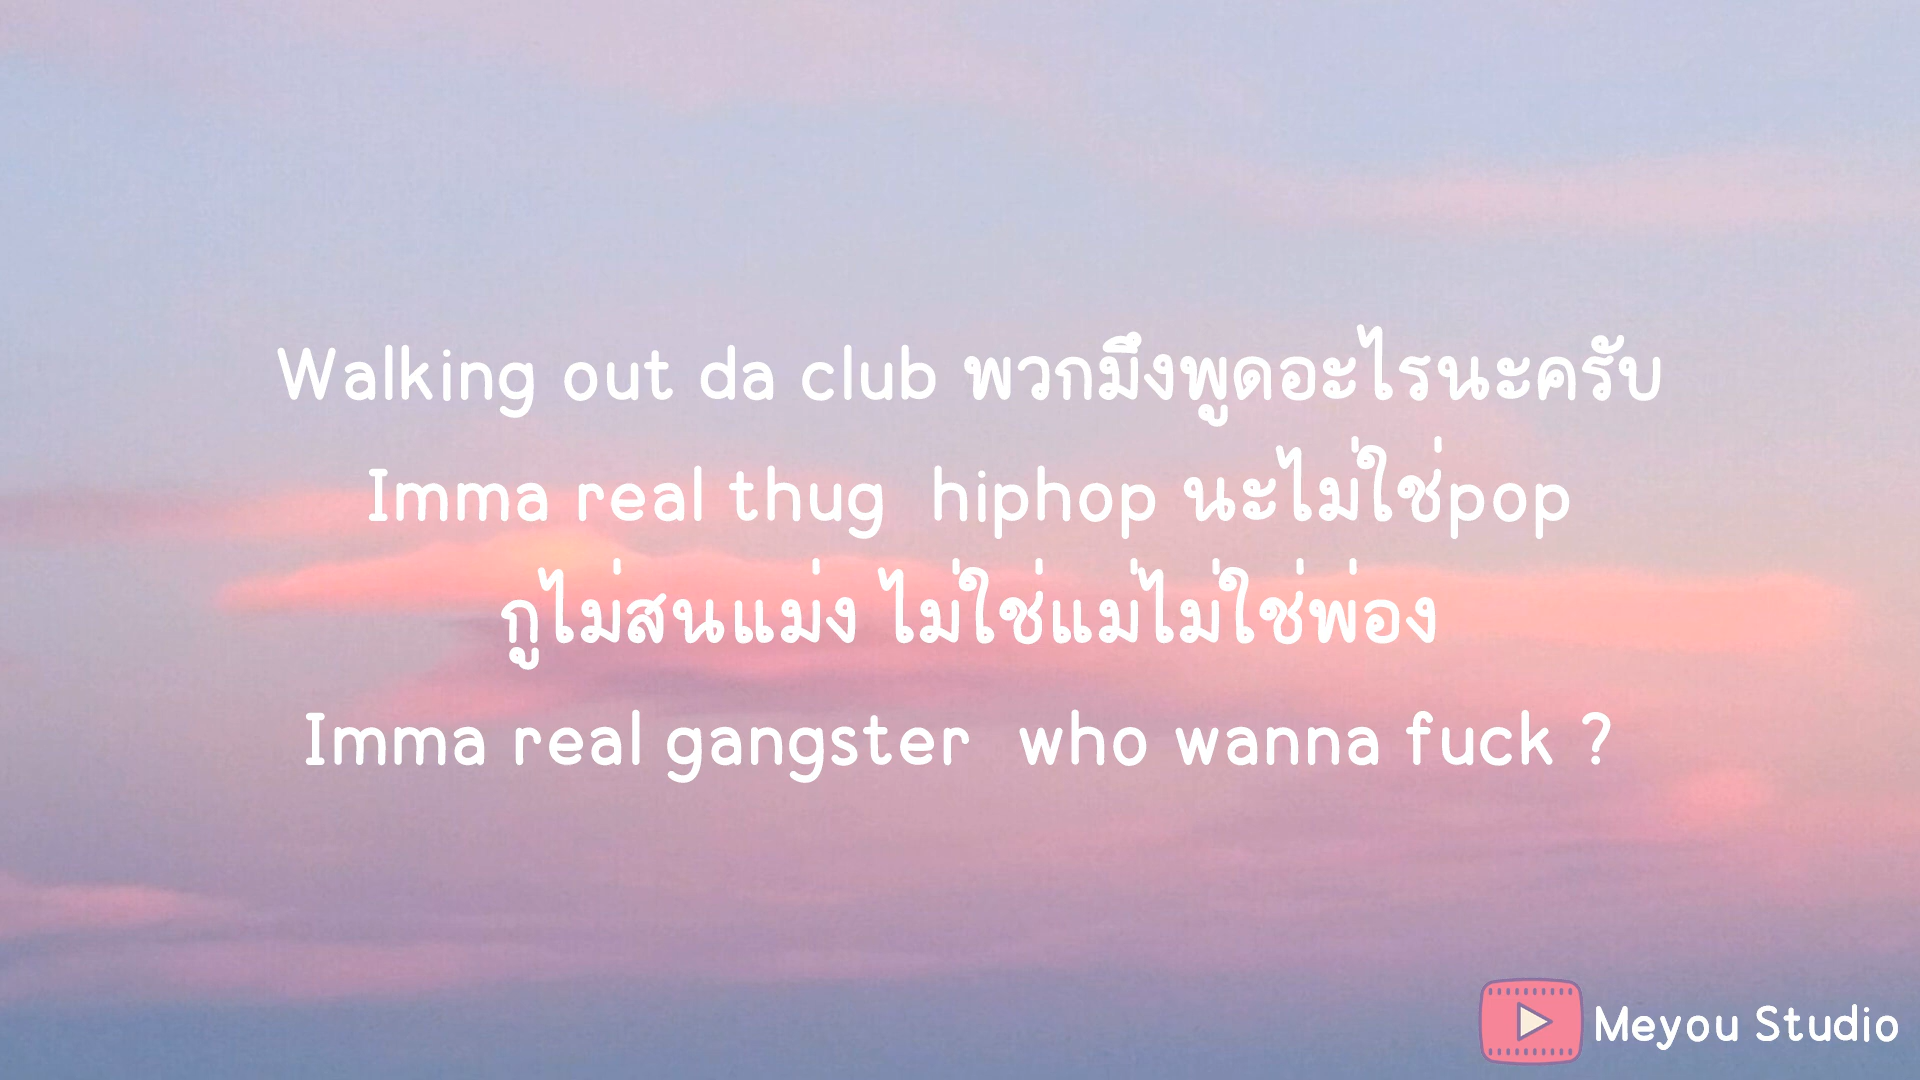 Walking out da club พวกมึงพูดอะไรนะครับ
Imma real thug  hiphop นะไม่ใช่pop
กูไม่สนแม่ง ไม่ใช่แม่ไม่ใช่พ่อง
Imma real gangster  who wanna fuck ?
Meyou Studio